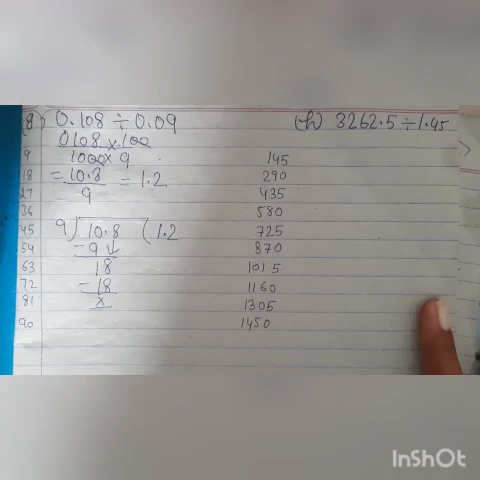 (g) 0.108 ÷ 0.09
0108 × 100
1000 × 9
= 10.8 = 1.2
9
9) 10.8 (1.2
- 9 ↓
18
- 18
x
9
18
27
36
45
54
63
72
81
90
(h) 3262.5 ÷ 1.45
145
290
435
580
725
870
1015
1160
1305
1450
InShOt